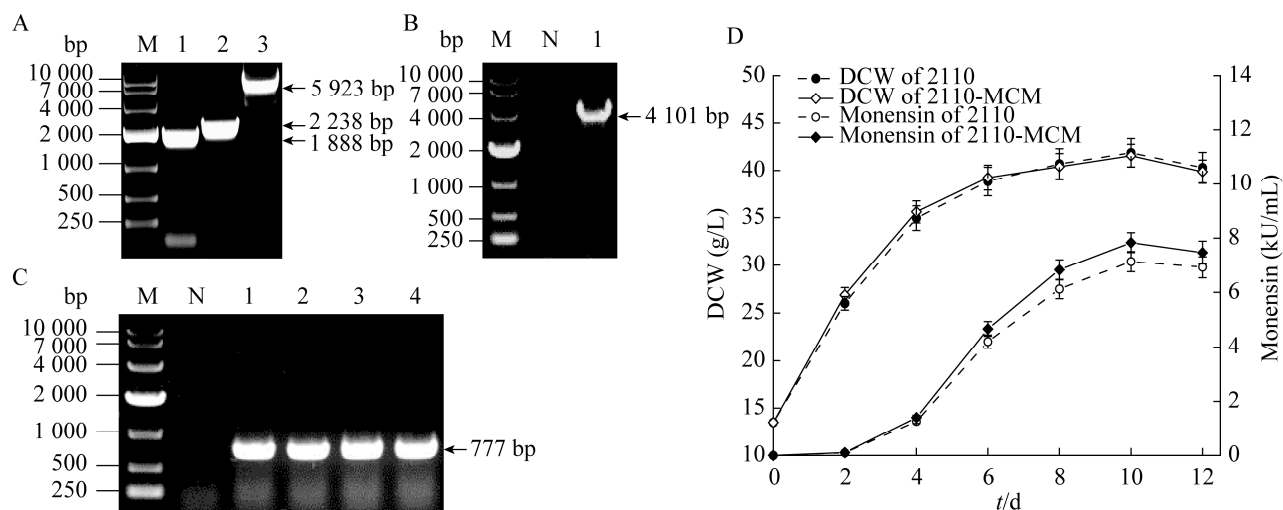 A
bp M 1 2 3
10 000
7 000
4 000
2 000
1 000
500
250
5 923 bp
2 238 bp
1 888 bp
B
bp M N 1
10 000
7 000
4 000
2 000
1 000
500
250
4 101 bp
C
bp M N 1 2 3 4
10 000
7 000
4 000
2 000
1 000
500
250
777 bp
D
DCW of 2110
DCW of 2110-MCM
Monensin of 2110
Monensin of 2110-MCM
DCW (g/L)
50
45
40
35
30
25
20
15
10
Monensin (kU/mL)
14
12
10
8
6
4
2
0
0 2 4 6 8 10 12
t/d